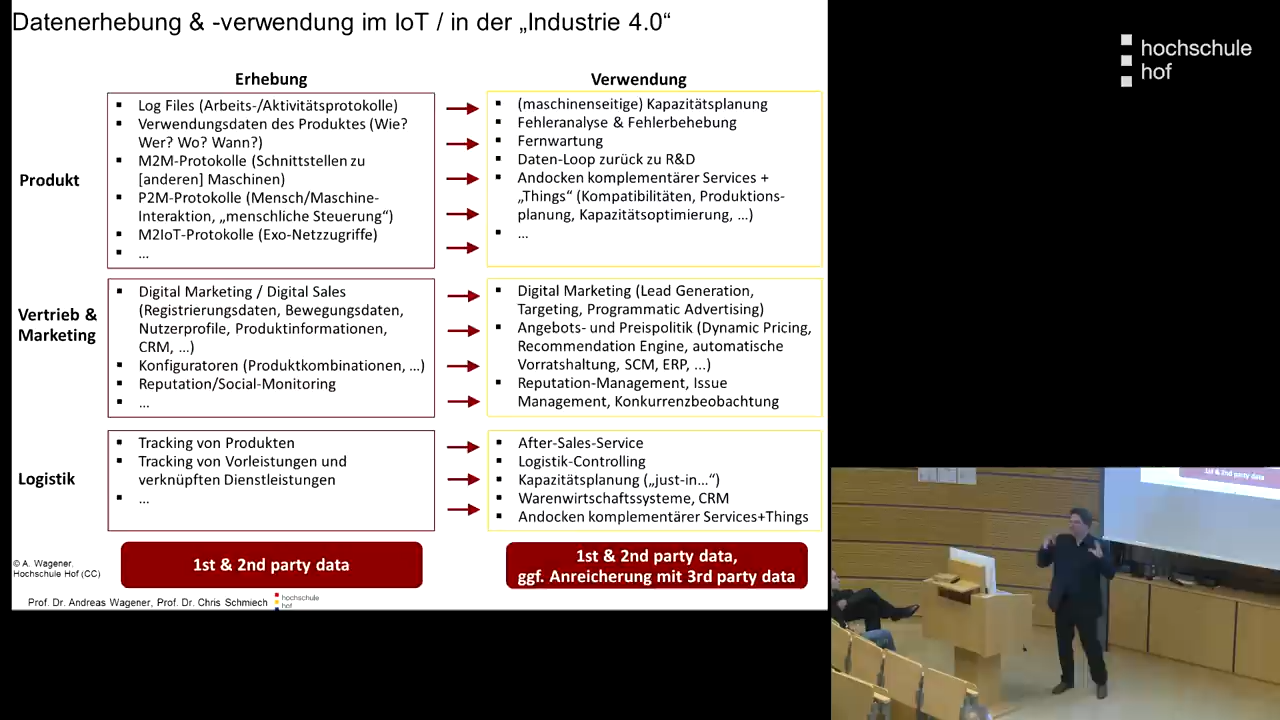 Datenerhebung & -verwendung im IoT / in der „Industrie 4.0“
hochschule
hof
Erhebung
Verwendung
Produkt
▪ Log Files (Arbeits-/Aktivitätsprotokolle)
▪ Verwendungsdaten des Produktes (Wie?
Wer? Wo? Wann?)
▪ M2M-Protokolle (Schnittstellen zu
[anderen] Maschinen)
▪ P2M-Protokolle (Mensch/Maschine-
Interaktion, „menschliche Steuerung“)
▪ M2IoT-Protokolle (Exo-Netzzugriffe)
▪ ...
▪ (maschinenseitige) Kapazitätsplanung
▪ Fehleranalyse & Fehlerbehebung
▪ Fernwartung
▪ Daten-Loop zurück zu R&D
▪ Andocken komplementärer Services +
„Things“ (Kompatibilitäten, Produktions-
planung, Kapazitätsoptimierung, ...)
▪ ...
Vertrieb &
Marketing
▪ Digital Marketing / Digital Sales
(Registrierungsdaten, Bewegungsdaten,
Nutzerprofile, Produktinformationen,
CRM, ...)
▪ Konfiguratoren (Produktkombinationen, ...)
▪ Reputation/Social-Monitoring
▪ ...
▪ Digital Marketing (Lead Generation,
Targeting, Programmatic Advertising)
▪ Angebots- und Preispolitik (Dynamic Pricing,
Recommendation Engine, automatische
Vorratshaltung, SCM, ERP, ...)
▪ Reputation-Management, Issue
Management, Konkurrenzbeobachtung
Logistik
▪ Tracking von Produkten
▪ Tracking von Vorleistungen und
verknüpften Dienstleistungen
▪ ...
▪ After-Sales-Service
▪ Logistik-Controlling
▪ Kapazitätsplanung („just-in...“)
▪ Warenwirtschaftssysteme, CRM
▪ Andocken komplementärer Services+Things
1st & 2nd party data
1st & 2nd party data,
ggf. Anreicherung mit 3rd party data
© A. Wagener,
Hochschule Hof (CC)
Prof. Dr. Andreas Wagener, Prof. Dr. Chris Schmiech
hochschule
hof
1st & 2nd party data